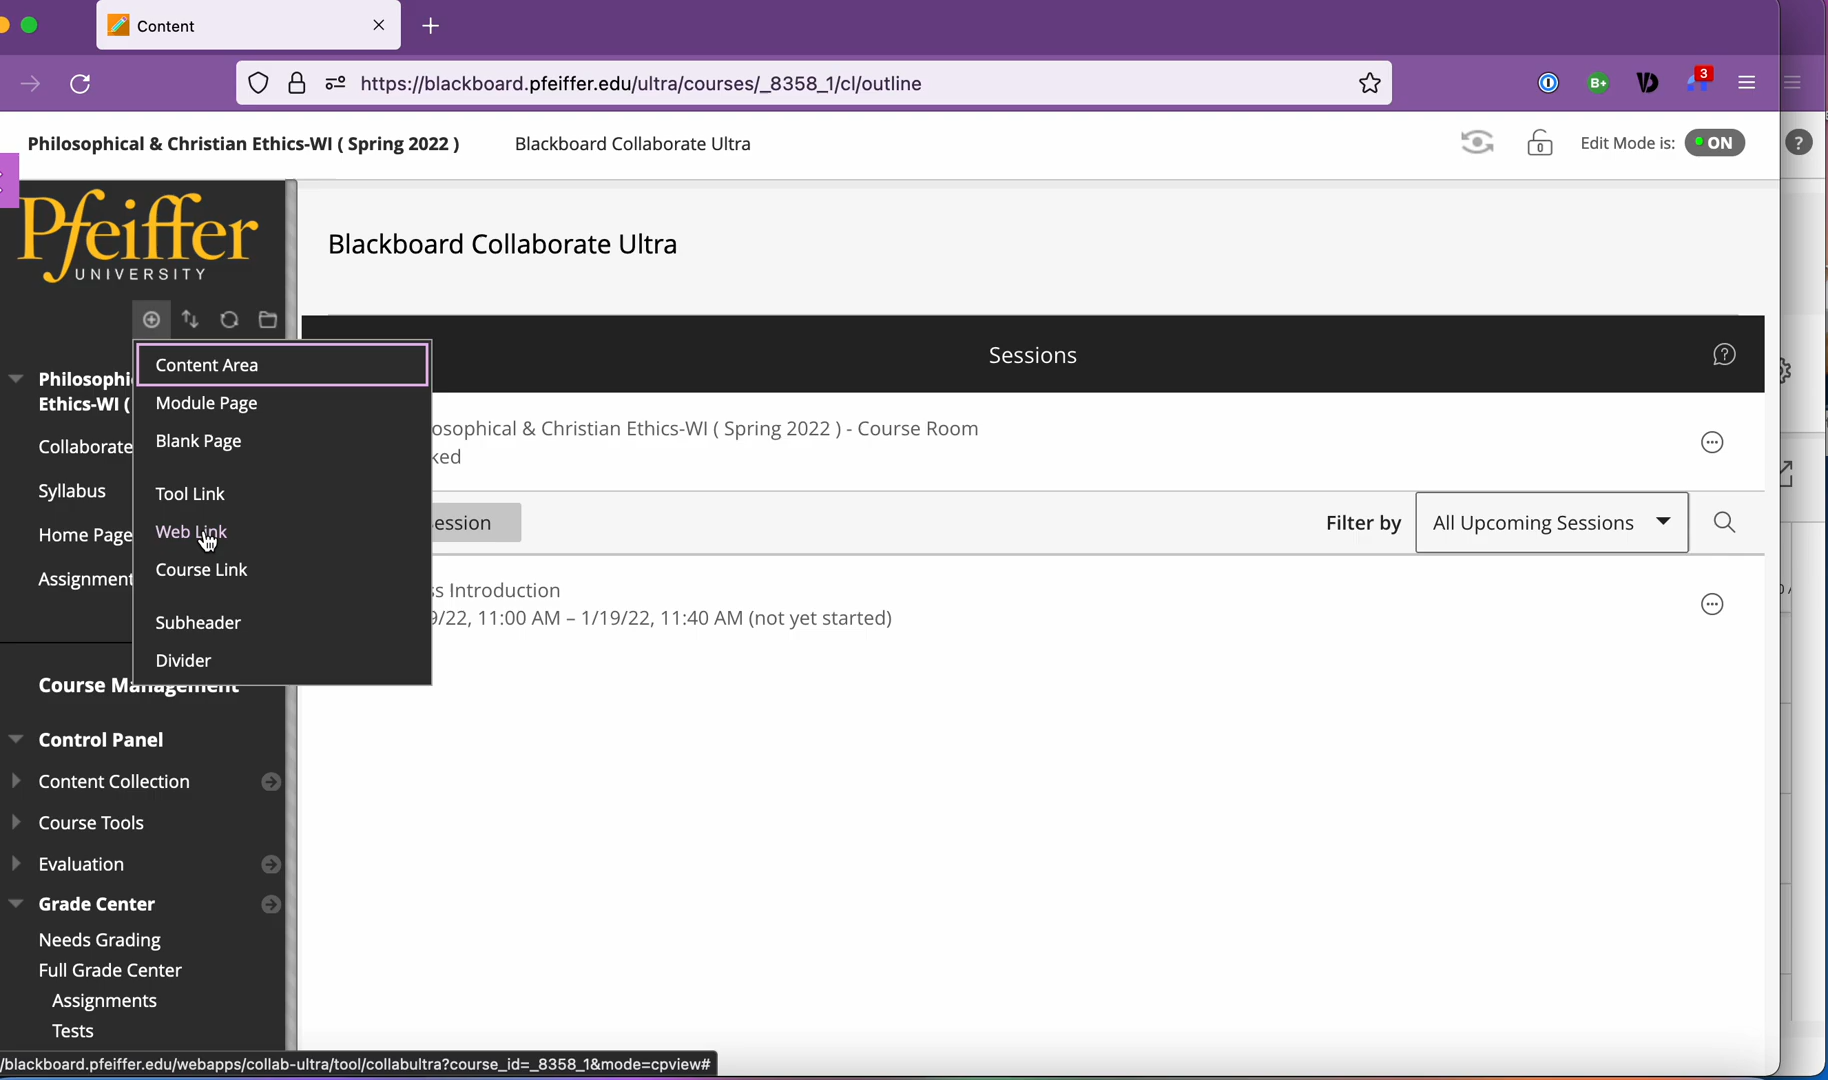 Content
https://blackboard.pfeiffer.edu/ultra/courses/_8358_1/cl/outline
B+
3
Philosophical & Christian Ethics-WI ( Spring 2022 )
Blackboard Collaborate Ultra
Edit Mode is:
ON
?
Pfeiffer
UNIVERSITY
Blackboard Collaborate Ultra
Sessions
Content Area
Module Page
Blank Page
Tool Link
Web Link
Course Link
Subheader
Divider
Philosophi
Ethics-WI (
Collaborate
Syllabus
Home Page
Assignment
osophical & Christian Ethics-WI ( Spring 2022 ) - Course Room
ked
ession
Filter by
All Upcoming Sessions
s Introduction
9/22, 11:00 AM – 1/19/22, 11:40 AM (not yet started)
Course Management
Control Panel
Content Collection
Course Tools
Evaluation
Grade Center
Needs Grading
Full Grade Center
Assignments
Tests
/blackboard.pfeiffer.edu/webapps/collab-ultra/tool/collabultra?course_id=_8358_1&mode=cpview#